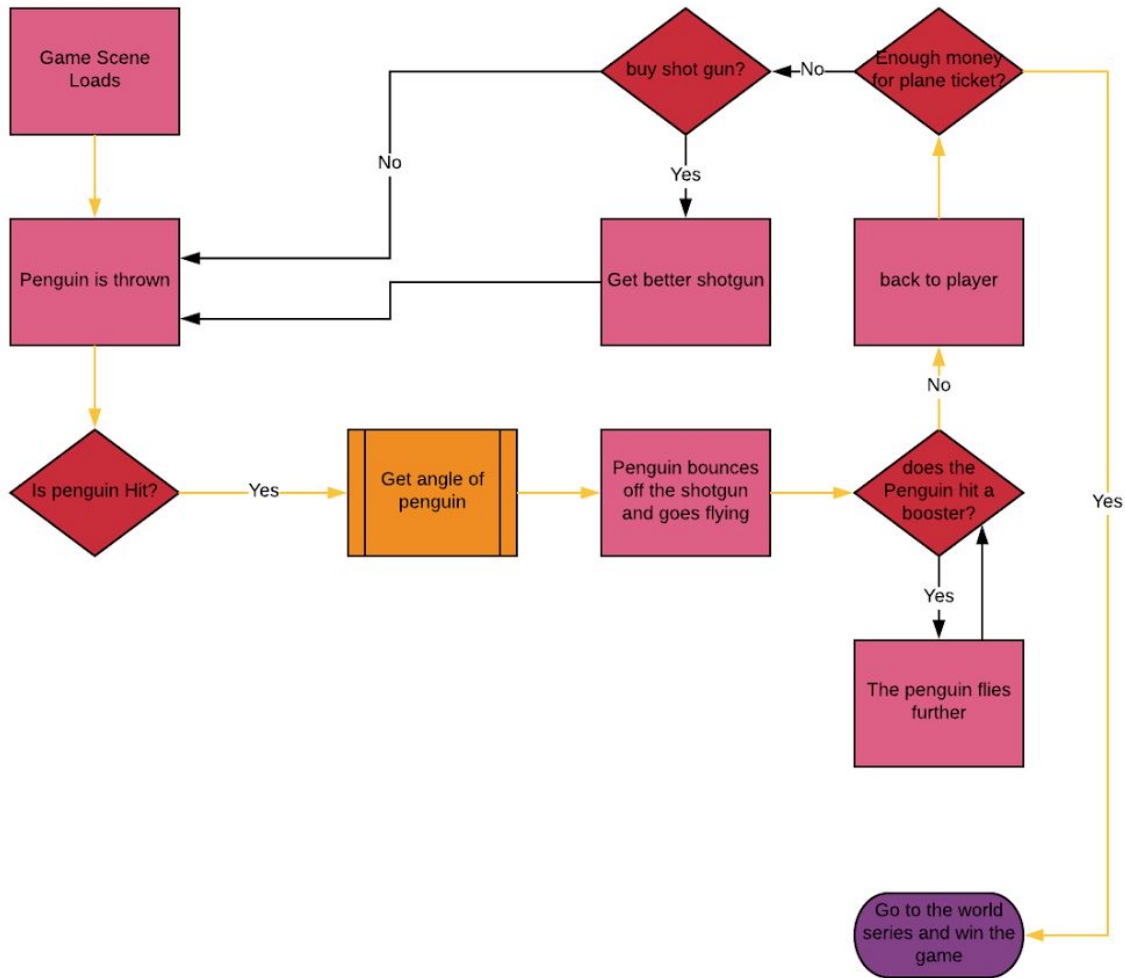 Game Scene
Loads
buy shot gun?
No
Enough money
for plane ticket?
No
Yes
Penguin is thrown
Get better shotgun
back to player
No
Yes
Is penguin Hit?
Yes
Get angle of
penguin
Penguin bounces
off the shotgun
and goes flying
does the
Penguin hit a
booster?
Yes
The penguin flies
further
Go to the world
series and win the
game